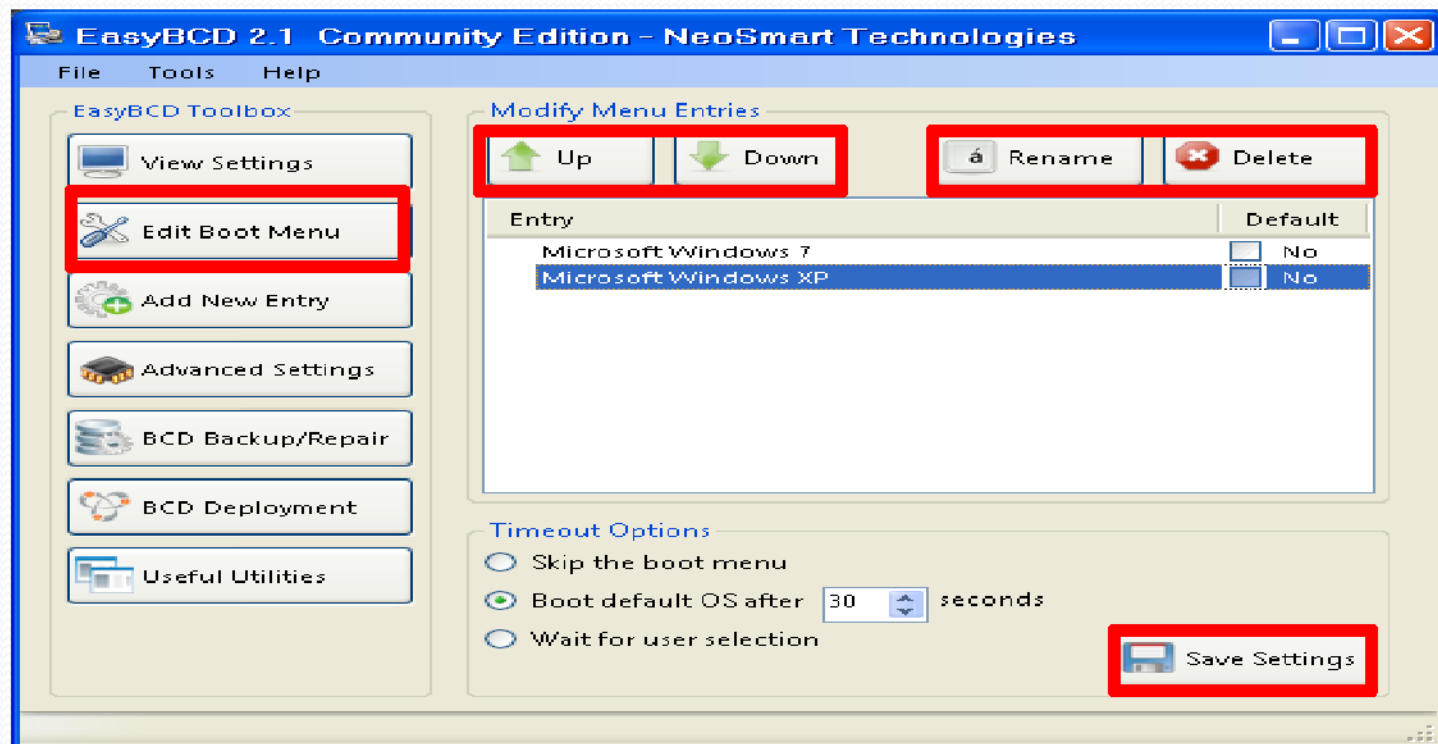 EasyBCD 2.1 Community Edition - NeoSmart Technologies
File Tools Help
EasyBCD Toolbox
View Settings
Edit Boot Menu
Add New Entry
Advanced Settings
BCD Backup/Repair
BCD Deployment
Useful Utilities
Modify Menu Entries
Up Down á Rename Delete
Entry Default
Microsoft Windows 7 No
Microsoft Windows XP No
Timeout Options
Skip the boot menu
Boot default OS after 30 seconds
Wait for user selection
Save Settings